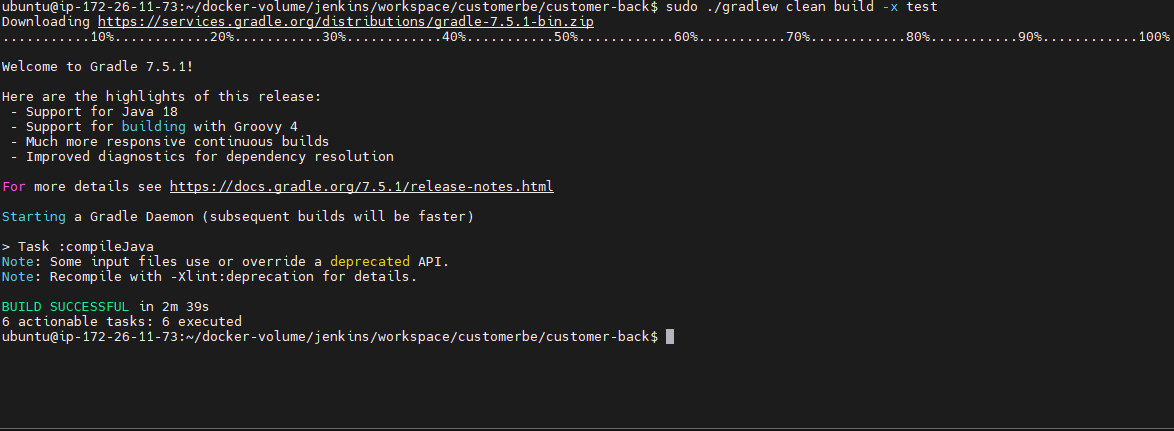 ubuntu@ip-172-26-11-73:~/docker-volume/jenkins/workspace/customerbe/customer-back$ sudo ./gradlew clean build -x test
Downloading https://services.gradle.org/distributions/gradle-7.5.1-bin.zip
...........10%............20%...........30%............40%...........50%............60%...........70%............80%...........90%............100%
Welcome to Gradle 7.5.1!
Here are the highlights of this release:
- Support for Java 18
- Support for building with Groovy 4
- Much more responsive continuous builds
- Improved diagnostics for dependency resolution
For more details see https://docs.gradle.org/7.5.1/release-notes.html
Starting a Gradle Daemon (subsequent builds will be faster)
> Task :compileJava
Note: Some input files use or override a deprecated API.
Note: Recompile with -Xlint:deprecation for details.
BUILD SUCCESSFUL in 2m 39s
6 actionable tasks: 6 executed
ubuntu@ip-172-26-11-73:~/docker-volume/jenkins/workspace/customerbe/customer-back$